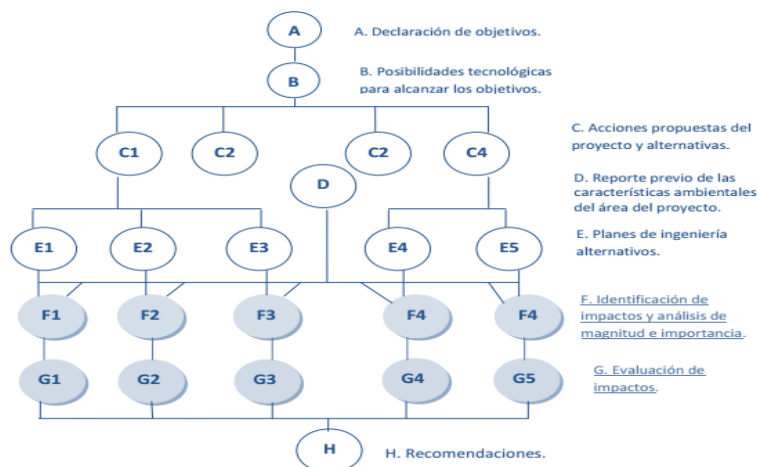 A
A. Declaración de objetivos.
B
B. Posibilidades tecnológicas
para alcanzar los objetivos.
C1
C2
C2
C4
C. Acciones propuestas del
proyecto y alternativas.
D
D. Reporte previo de las
características ambientales
del área del proyecto.
E1
E2
E3
E4
E5
E. Planes de ingeniería
alternativos.
F1
F2
F3
F4
F4
F. Identificación de
impactos y análisis de
magnitud e importancia.
G1
G2
G3
G4
G5
G. Evaluación de
impactos.
H
H. Recomendaciones.